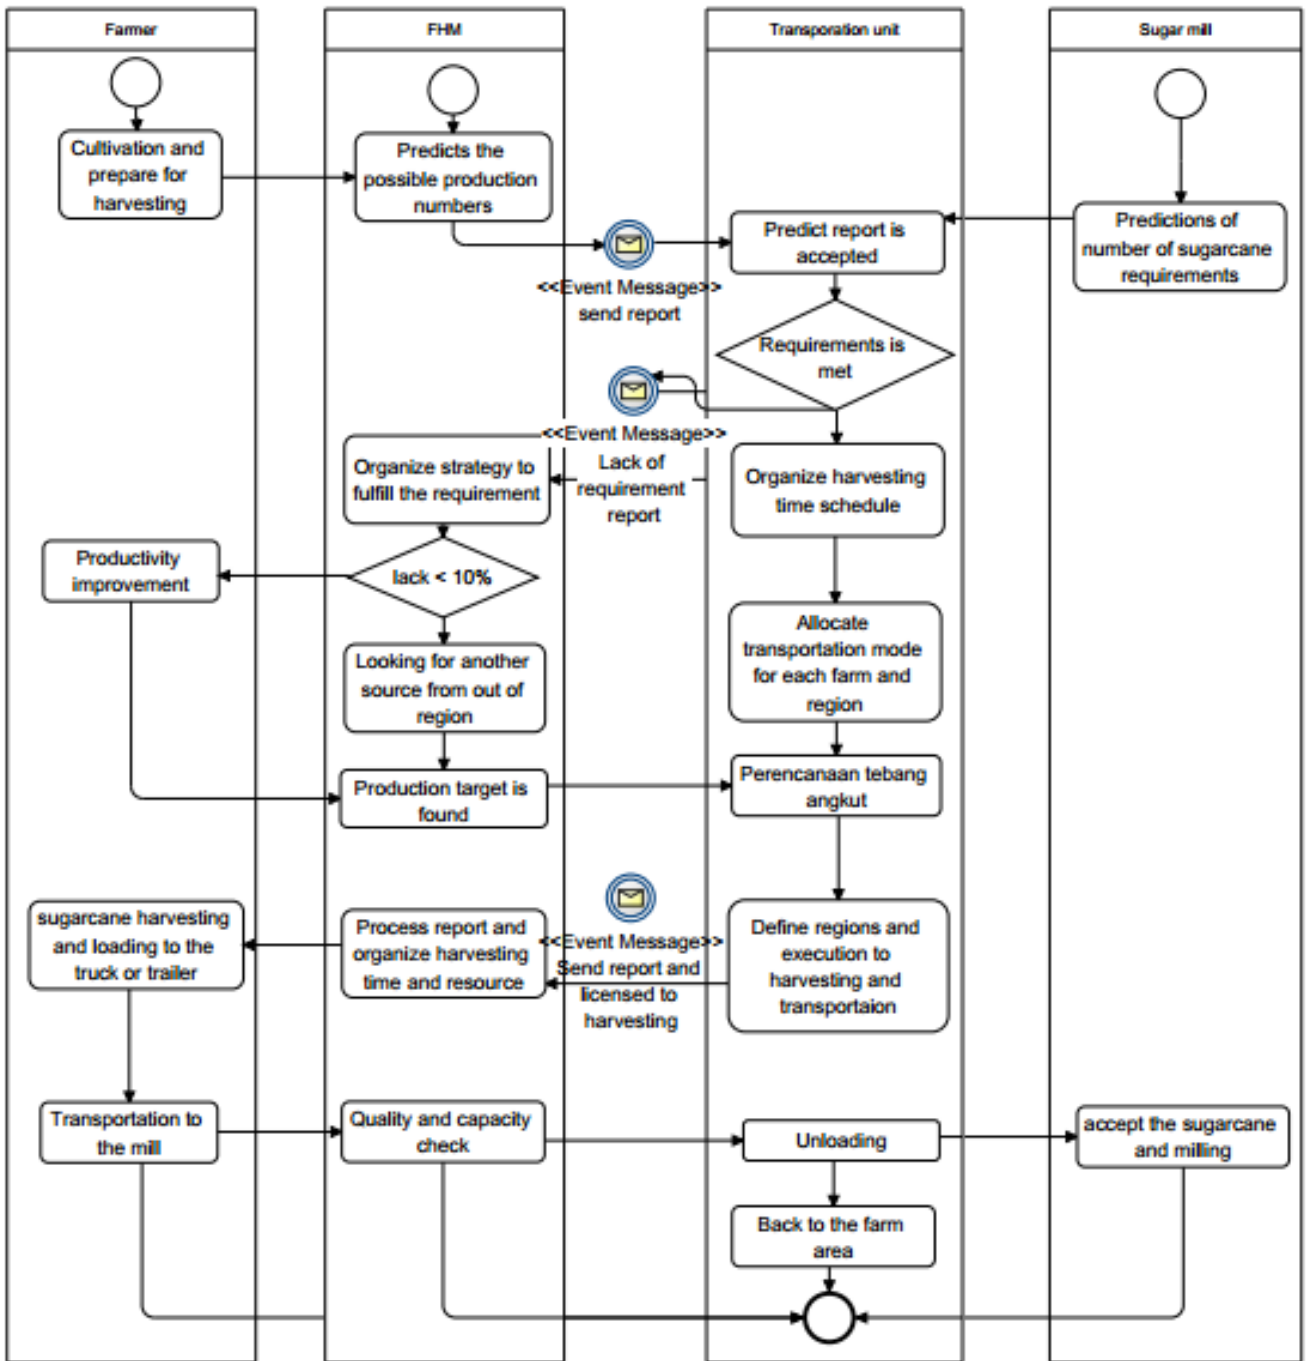 Farmer
FHM
Transporation unit
Sugar mill
Cultivation and
prepare for
harvesting
Predicts the
possible production
numbers
<<Event Message>>
send report
Predict report is
accepted
Predictions of
number of sugarcane
requirements
Requirements is
met
<<Event Message>>
Lack of
requirement
report
Organize strategy to
fulfill the requirement
Organize harvesting
time schedule
Productivity
improvement
lack < 10%
Allocate
transportation mode
for each farm and
region
Looking for another
source from out of
region
Production target is
found
Perencanaan tebang
angkut
sugarcane harvesting
and loading to the
truck or trailer
Process report and
organize harvesting
time and resource
<<Event Message>>
Send report and
licensed to
harvesting
Define regions and
execution to
harvesting and
transportaion
Transportation to
the mill
Quality and capacity
check
Unloading
accept the sugarcane
and milling
Back to the farm
area